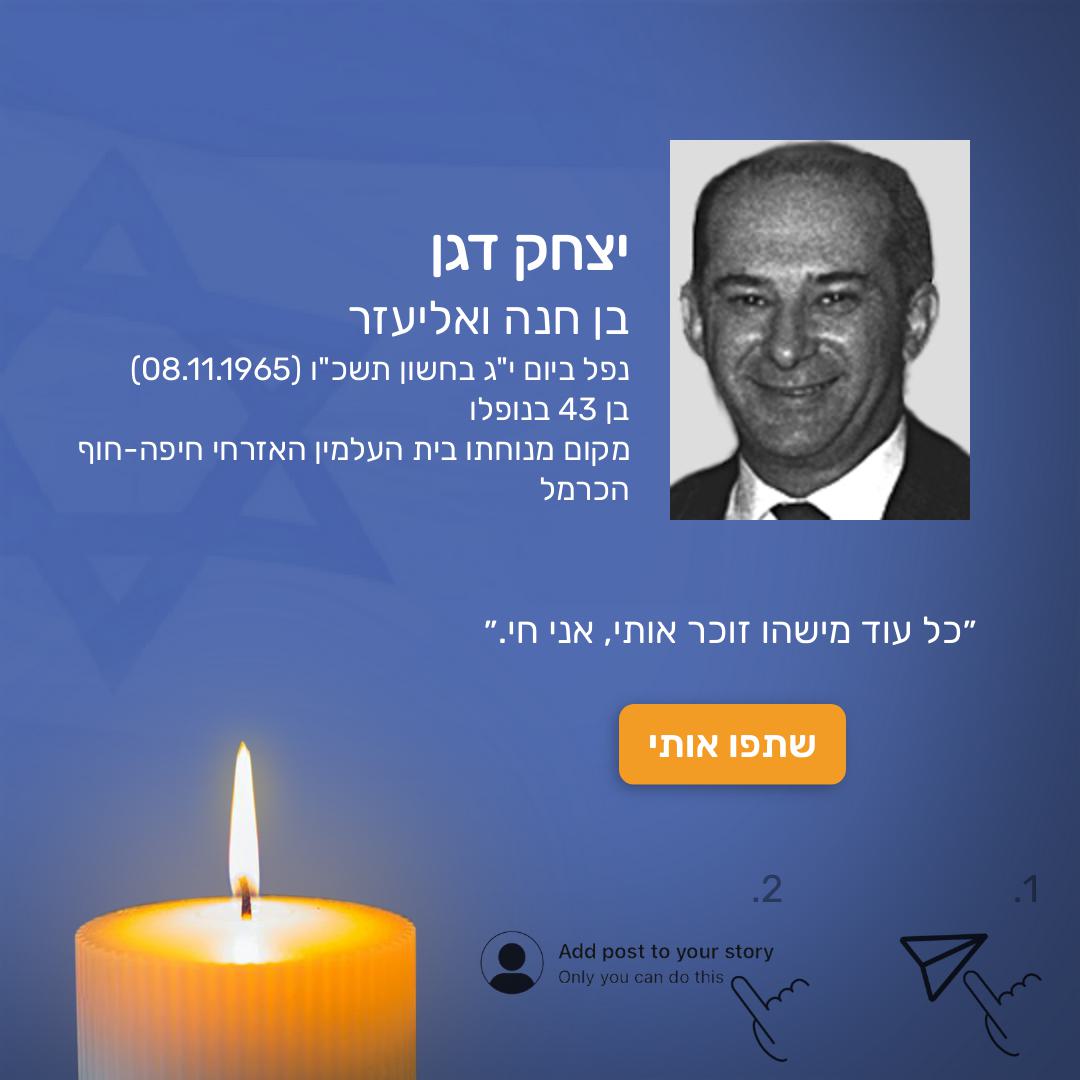 יצחק דגן
בן חנה ואליעזר
נפל ביום י"ג בחשון תשכ"ו (08.11.1965)
בן 43 בנופלו
מקום מנוחתו בית העלמין האזרחי חיפה-חוף
הכרמל
״כל עוד מישהו זוכר אותי, אני חי.״
שתפו אותי
1.
2.
Add post to your story
Only you can do this